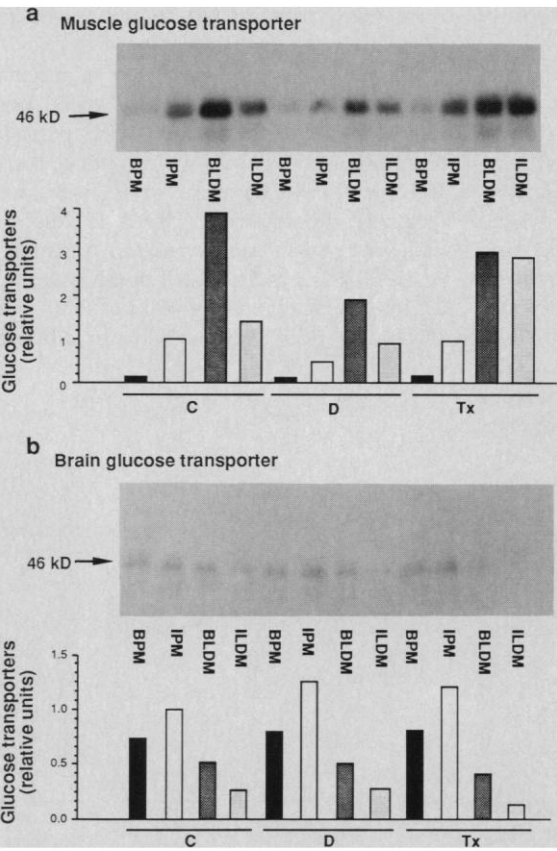 a
Muscle glucose transporter
46 kD
BPM IPM BLDM ILDM BPM IPM BLDM ILDM BPM IPM BLDM ILDM
Glucose transporters
(relative units)
4
3
2
1
0
C D Tx
b
Brain glucose transporter
46 kD
BPM IPM BLDM ILDM BPM IPM BLDM ILDM BPM IPM BLDM ILDM
Glucose transporters
(relative units)
1.5
1.0
0.5
0.0
C D Tx